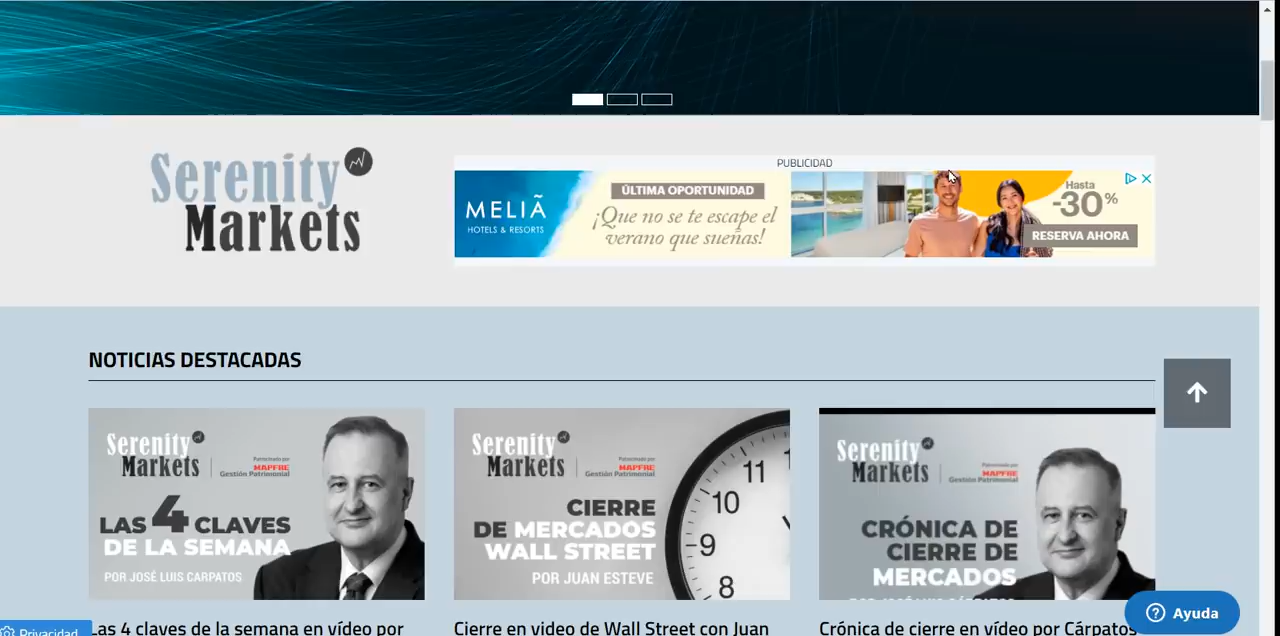 Serenity
Markets
PUBLICIDAD
MELIÃ
HOTELS & RESORTS
ÚLTIMA OPORTUNIDAD
¡Que no se te escape el
verano que sueñas!
Hasta
-30%
RESERVA AHORA
NOTICIAS DESTACADAS
Serenity
Markets
Patrocinado por
MAPFRE
Gestión Patrimonial
LAS 4 CLAVES
DE LA SEMANA
POR JOSÉ LUIS CARPATOS
Serenity
Markets
Patrocinado por
MAPFRE
Gestión Patrimonial
CIERRE
DE MERCADOS
WALL STREET
POR JUAN ESTEVE
11
10
9
8
Serenity
Markets
Patrocinado por
MAPFRE
Gestión Patrimonial
CRÓNICA DE
CIERRE DE
MERCADOS
POR JOSÉ LUIS CÁRPATOS
Ayuda
Privacidad
Las 4 claves de la semana en vídeo por
Cierre en video de Wall Street con Juan
Crónica de cierre en vídeo por Cárpatos